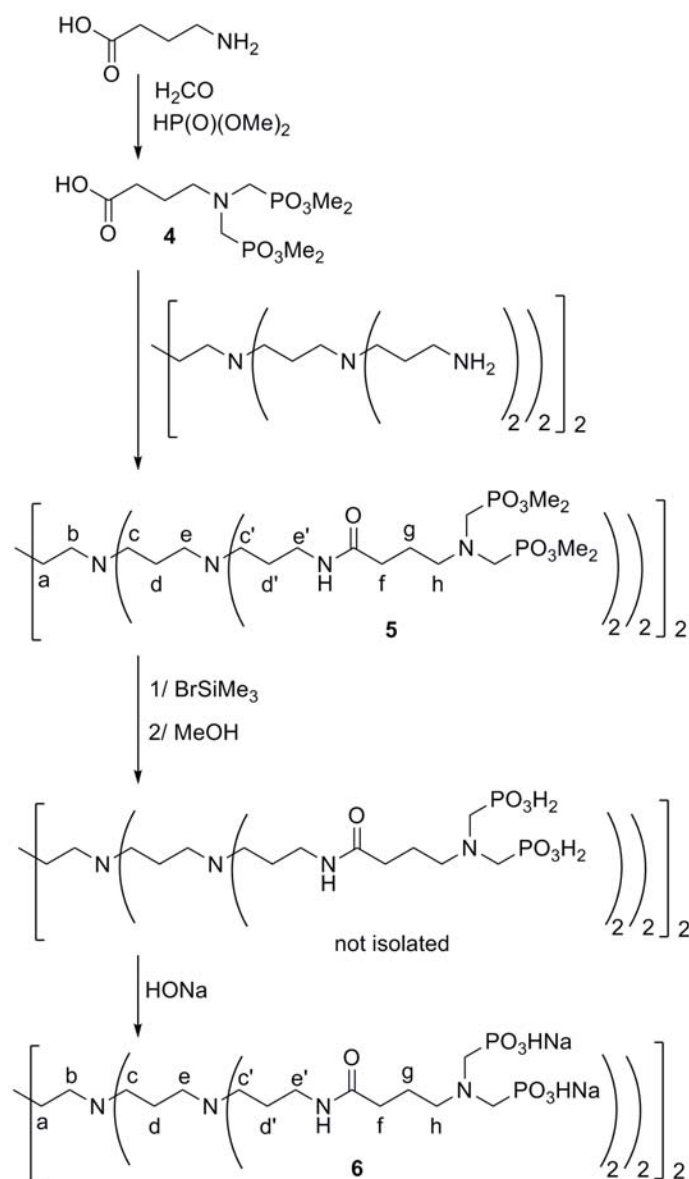 HO
O
NH2
H2CO
HP(O)(OMe)2
HO
O
N
PO3Me2
PO3Me2
4
N
N
NH2
2
2
2
b
c
e
c'
e'
O
g
PO3Me2
PO3Me2
a
N
d
N
d'
N
H
f
h
N
2
2
2
5
1/ BrSiMe3
2/ MeOH
N
N
N
H
O
N
PO3H2
PO3H2
2
2
2
not isolated
HONa
b
c
e
c'
e'
O
g
PO3HNa
PO3HNa
a
N
d
N
d'
N
H
f
h
N
2
2
2
6